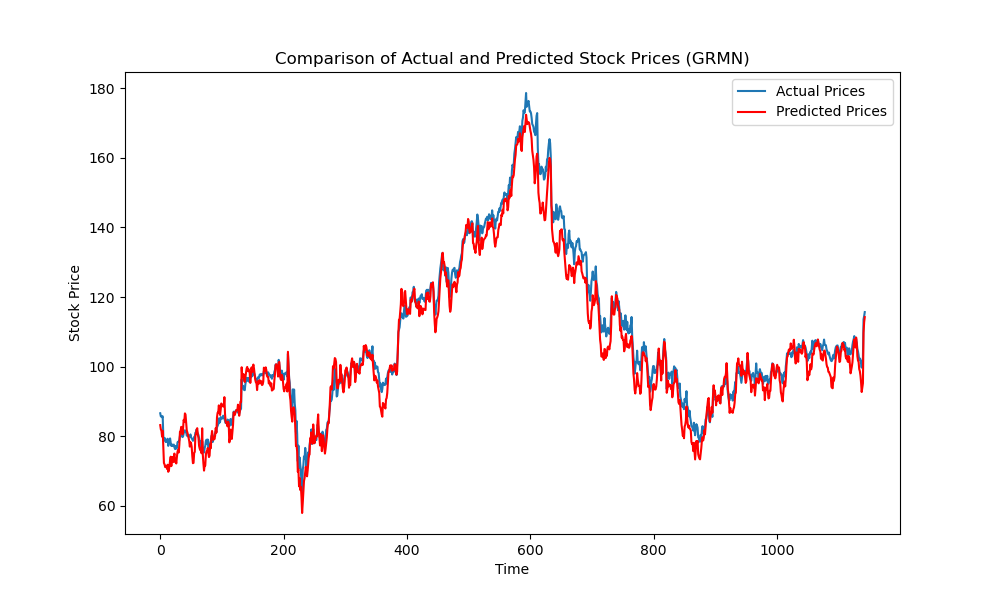 Comparison of Actual and Predicted Stock Prices (GRMN)
Actual Prices
Predicted Prices
180
160
140
120
100
80
60
Stock Price
0 200 400 600 800 1000
Time